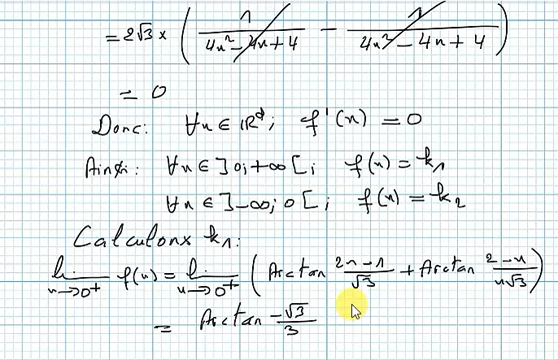 = 2√3 × ( 1/(4x² - 4x + 4) - 1/(4x² - 4x + 4) )
= 0
Donc: ∀x ∈ ℝ*; f'(x) = 0
Ainsi: ∀x ∈ ]0; +∞[; f(x) = k₁
∀x ∈ ]-∞; 0[; f(x) = k₂
Calculons k₁:
lim x→0⁺ f(x) = lim x→0⁺ ( Arctan (2x - 1)/√3 + Arctan (2 - x)/(x√3)
= Arctan -√3/3